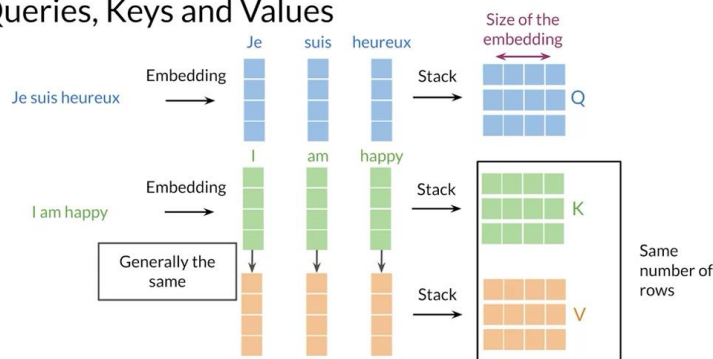 ueries, Keys and Values
Size of the
embedding
Je suis heureux
Embedding
Je suis heureux
Stack
Q
I am happy
Embedding
I am happy
Stack
K
Generally the
same
Stack
V
Same
number of
rows